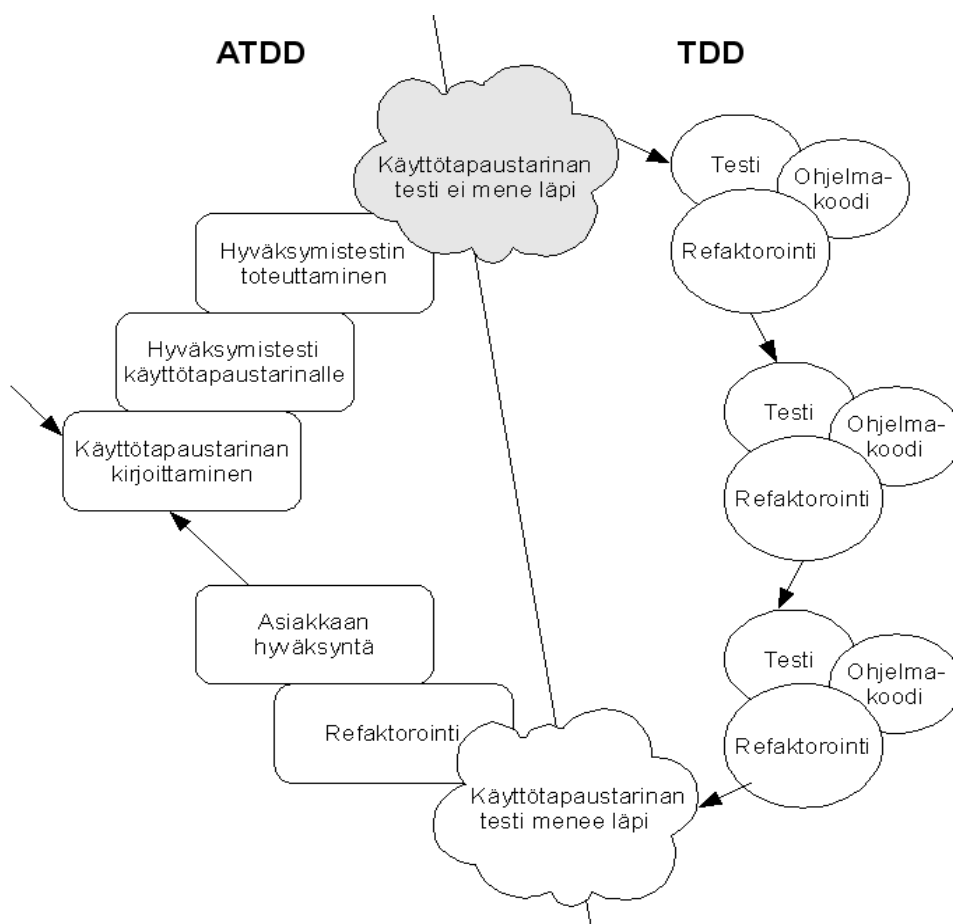 ATDD
TDD
Käyttötapaustarinan
testi ei mene läpi
Testi
Ohjelma-
koodi
Refaktorointi
Hyväksymistestin
toteuttaminen
Hyväksymistesti
käyttötapaustarinalle
Käyttötapaustarinan
kirjoittaminen
Testi
Ohjelma-
koodi
Refaktorointi
Asiakkaan
hyväksyntä
Refaktorointi
Testi
Ohjelma-
koodi
Refaktorointi
Käyttötapaustarinan
testi menee läpi